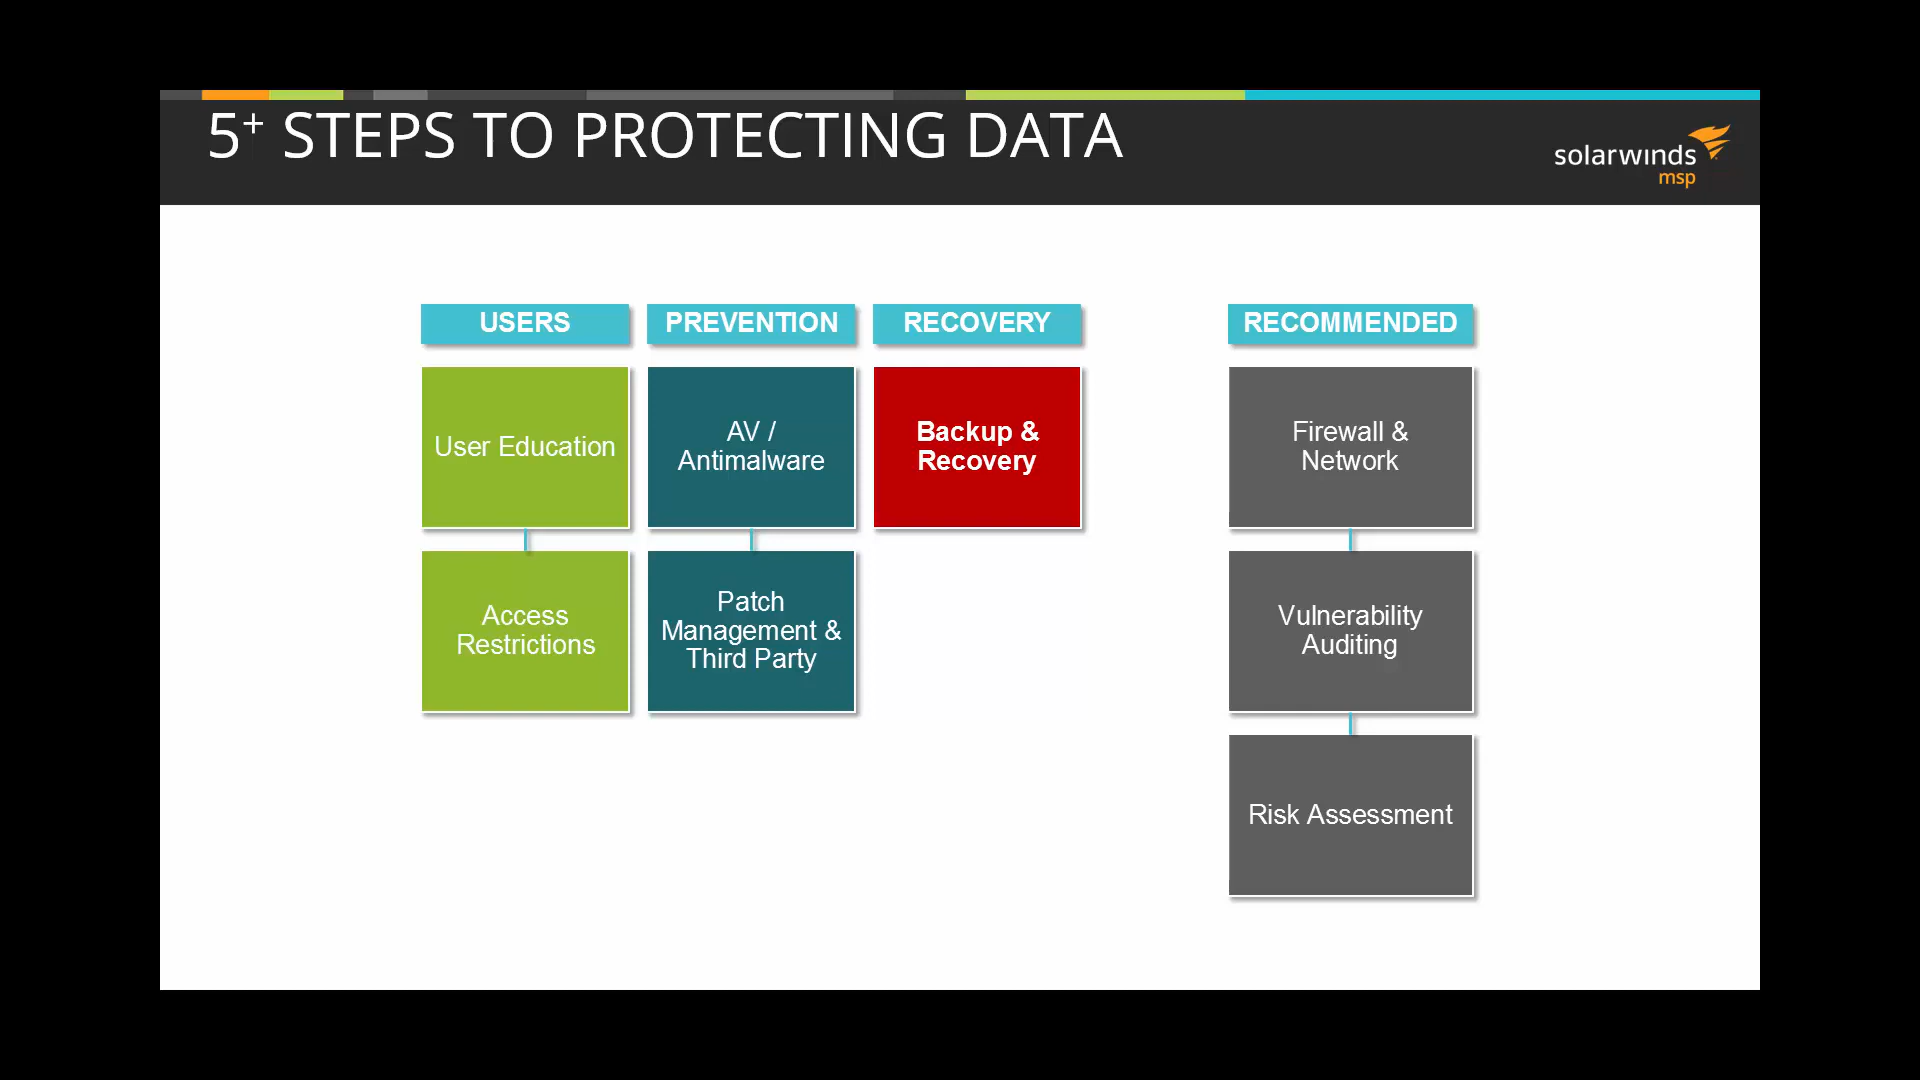 5+ STEPS TO PROTECTING DATA
solarwinds
msp
USERS
User Education
Access
Restrictions
PREVENTION
AV /
Antimalware
Patch
Management &
Third Party
RECOVERY
Backup &
Recovery
RECOMMENDED
Firewall &
Network
Vulnerability
Auditing
Risk Assessment